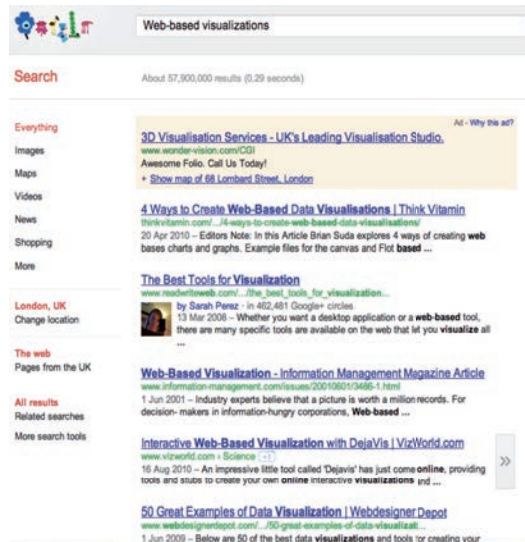 Web-based visualizations
Search
About 57,900,000 results (0.29 seconds)
Everything
Images
Maps
Videos
News
Shopping
More
London, UK
Change location
The web
Pages from the UK
All results
Related searches
More search tools
Ad - Why this ad?
3D Visualisation Services - UK's Leading Visualisation Studio.
www.wonder-vision.com/CGI
Awesome Folio. Call Us Today!
+ Show map of 68 Lombard Street, London
4 Ways to Create Web-Based Data Visualisations | Think Vitamin
thinkvitamin.com/.../4-ways-to-create-web-based-data-visualisations/
20 Apr 2010 – Editors Note: In this Article Brian Suda explores 4 ways of creating web
bases charts and graphs. Example files for the canvas and Flot based ...
The Best Tools for Visualization
www.readwriteweb.com/.../the_best_tools_for_visualization...
by Sarah Perez - in 462,481 Google+ circles
13 Mar 2008 – Whether you want a desktop application or a web-based tool,
there are many specific tools are available on the web that let you visualize all
...
Web-Based Visualization - Information Management Magazine Article
www.information-management.com/issues/20010601/3486-1.html
1 Jun 2001 – Industry experts believe that a picture is worth a million records. For
decision- makers in information-hungry corporations, Web-based ...
Interactive Web-Based Visualization with DejaVis | VizWorld.com
www.vizworld.com › Science +1
16 Aug 2010 – An impressive little tool called 'Dejavis' has just come online, providing
tools and stubs to create your own online interactive visualizations and ...
50 Great Examples of Data Visualization | Webdesigner Depot
www.webdesignerdepot.com/.../50-great-examples-of-data-visualizati...
1 Jun 2009 – Below are 50 of the best data visualizations and tools for creating your